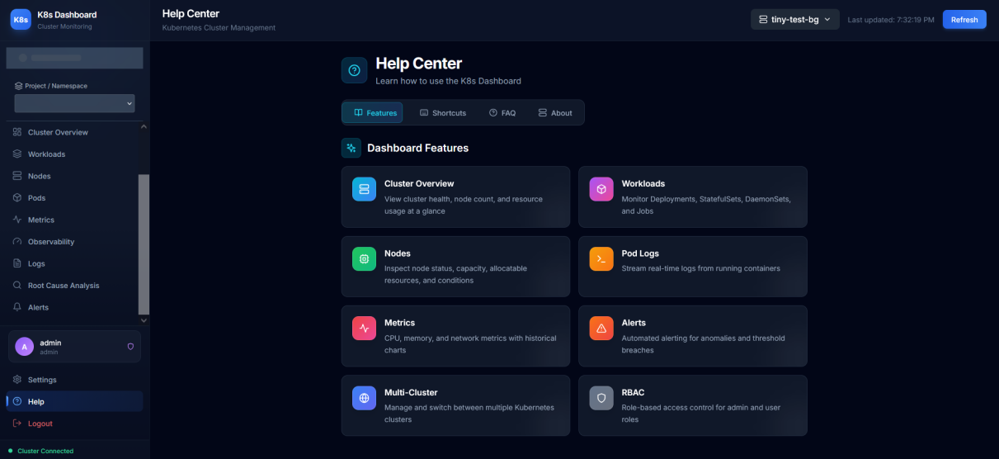 K8s
K8s Dashboard
Cluster Monitoring
Project / Namespace
Cluster Overview
Workloads
Nodes
Pods
Metrics
Observability
Logs
Root Cause Analysis
Alerts
A
admin
admin
Settings
Help
Logout
Cluster Connected
Help Center
Kubernetes Cluster Management
tiny-test-bg
Last updated: 7:32:19 PM
Refresh
Help Center
Learn how to use the K8s Dashboard
Features
Shortcuts
FAQ
About
Dashboard Features
Cluster Overview
View cluster health, node count, and resource
usage at a glance
Workloads
Monitor Deployments, StatefulSets, DaemonSets,
and Jobs
Nodes
Inspect node status, capacity, allocatable
resources, and conditions
Pod Logs
Stream real-time logs from running containers
Metrics
CPU, memory, and network metrics with historical
charts
Alerts
Automated alerting for anomalies and threshold
breaches
Multi-Cluster
Manage and switch between multiple Kubernetes
clusters
RBAC
Role-based access control for admin and user
roles